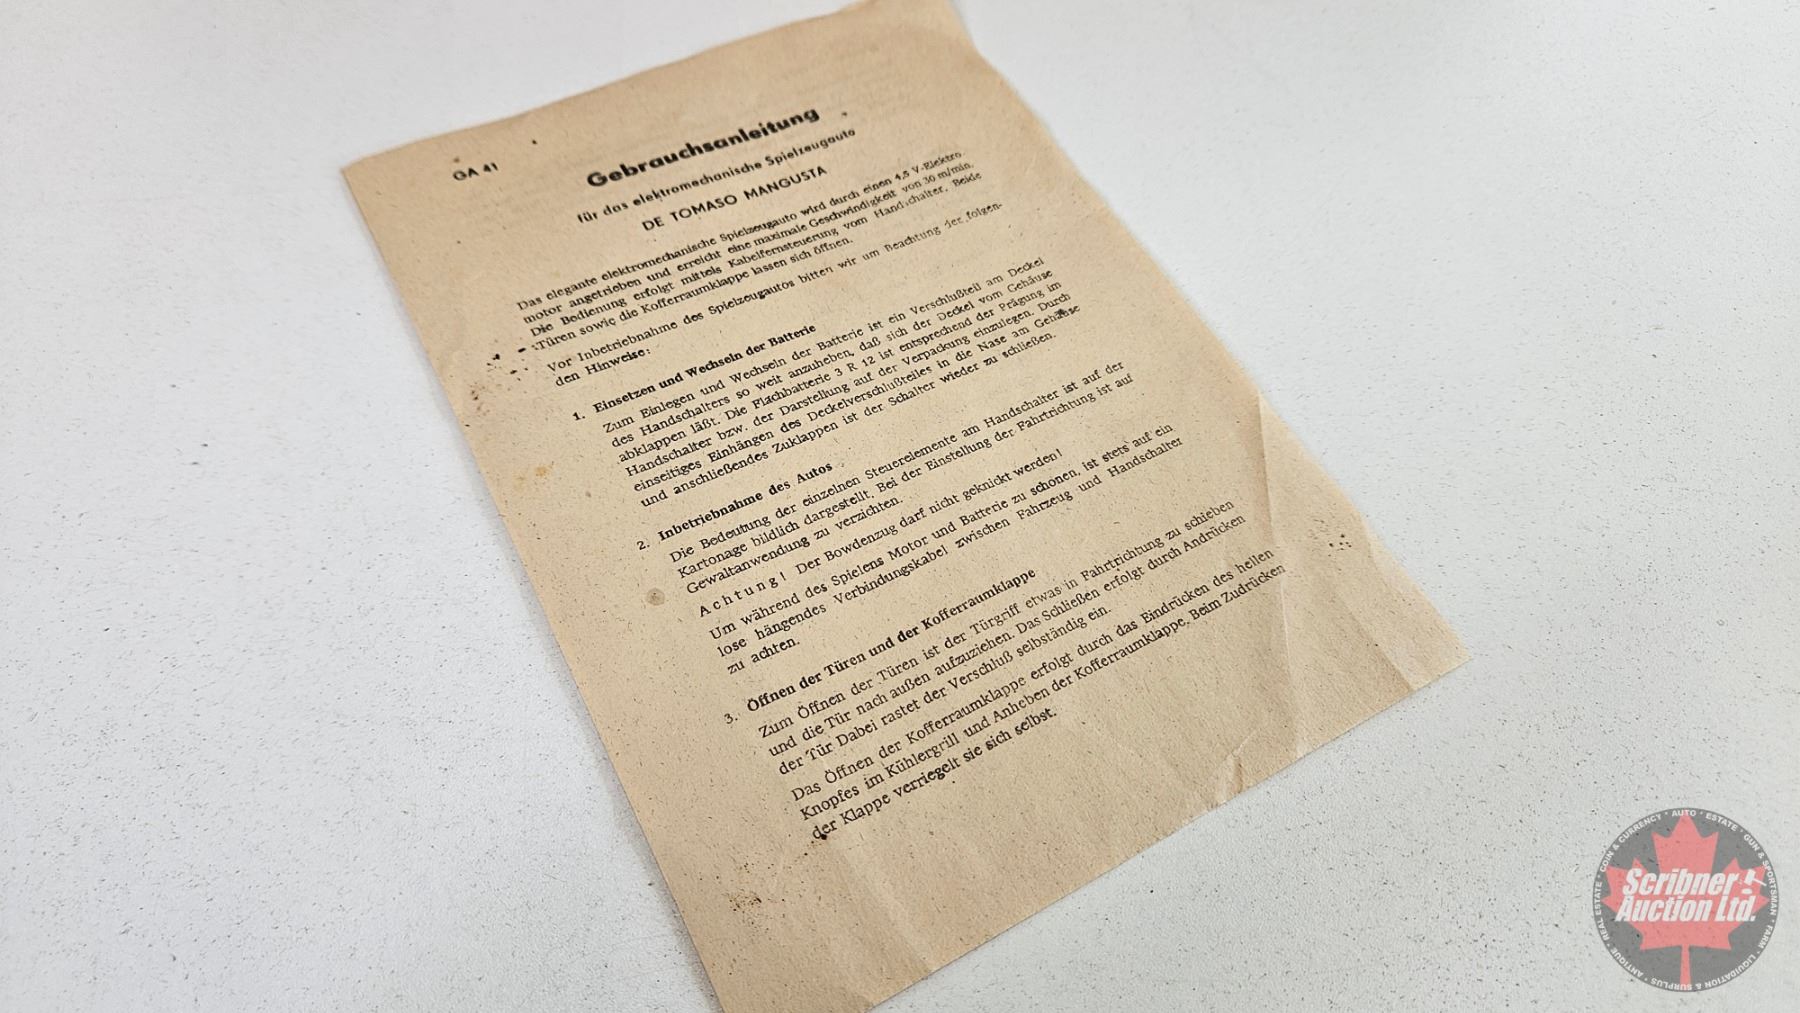 GA 41
Gebrauchsanleitung
für das elektromechanische Spielzeugauto
DE TOMASO MANGUSTA
Das elegante elektromechanische Spielzeugauto wird durch einen 4,5 V-Elektro-
motor angetrieben und erreicht eine maximale Geschwindigkeit von 30 m/min.
Die Bedienung erfolgt mittels Kabelfernsteuerung vom Handschalter. Beide
Türen sowie die Kofferraumklappe lassen sich öffnen.
Vor Inbetriebnahme des Spielzeugautos bitten wir um Beachtung der folgen-
den Hinweise:
1. Einsetzen und Wechseln der Batterie
Zum Einlegen und Wechseln der Batterie ist ein Verschlußteil am Deckel
des Handschalters so weit anzuheben, daß sich der Deckel vom Gehäuse
abklappen läßt. Die Flachbatterie 3 R 12 ist entsprechend der Prägung im
Handschalter bzw. der Darstellung auf der Verpackung einzulegen. Durch
einseitiges Einhängen des Deckelverschlußteiles in die Nase am Gehäuse
und anschließendes Zuklappen ist der Schalter wieder zu schließen.
2. Inbetriebnahme des Autos
Die Bedeutung der einzelnen Steuerelemente am Handschalter ist auf der
Kartonage bildlich dargestellt. Bei der Einstellung der Fahrtrichtung ist auf
Gewaltanwendung zu verzichten.
Achtung! Der Bowdenzug darf nicht geknickt werden!
Um während des Spielens Motor und Batterie zu schonen, ist stets auf ein
lose hängendes Verbindungskabel zwischen Fahrzeug und Handschalter
zu achten.
3. Öffnen der Türen und der Kofferraumklappe
Zum Öffnen der Türen ist der Türgriff etwas in Fahrtrichtung zu schieben
und die Tür nach außen aufzuziehen. Das Schließen erfolgt durch Andrücken
der Tür. Dabei rastet der Verschluß selbständig ein.
Das Öffnen der Kofferraumklappe erfolgt durch das Eindrücken des hellen
Knopfes im Kühlergrill und Anheben der Kofferraumklappe. Beim Zudrücken
der Klappe verriegelt sie sich selbst.
Scribner
Auction Ltd.
REAL ESTATE · COIN & CURRENCY · AUTO · ESTATE · GUN & SPORTSMAN · FARM · LIQUIDATION & SURPLUS · ANTIQUE